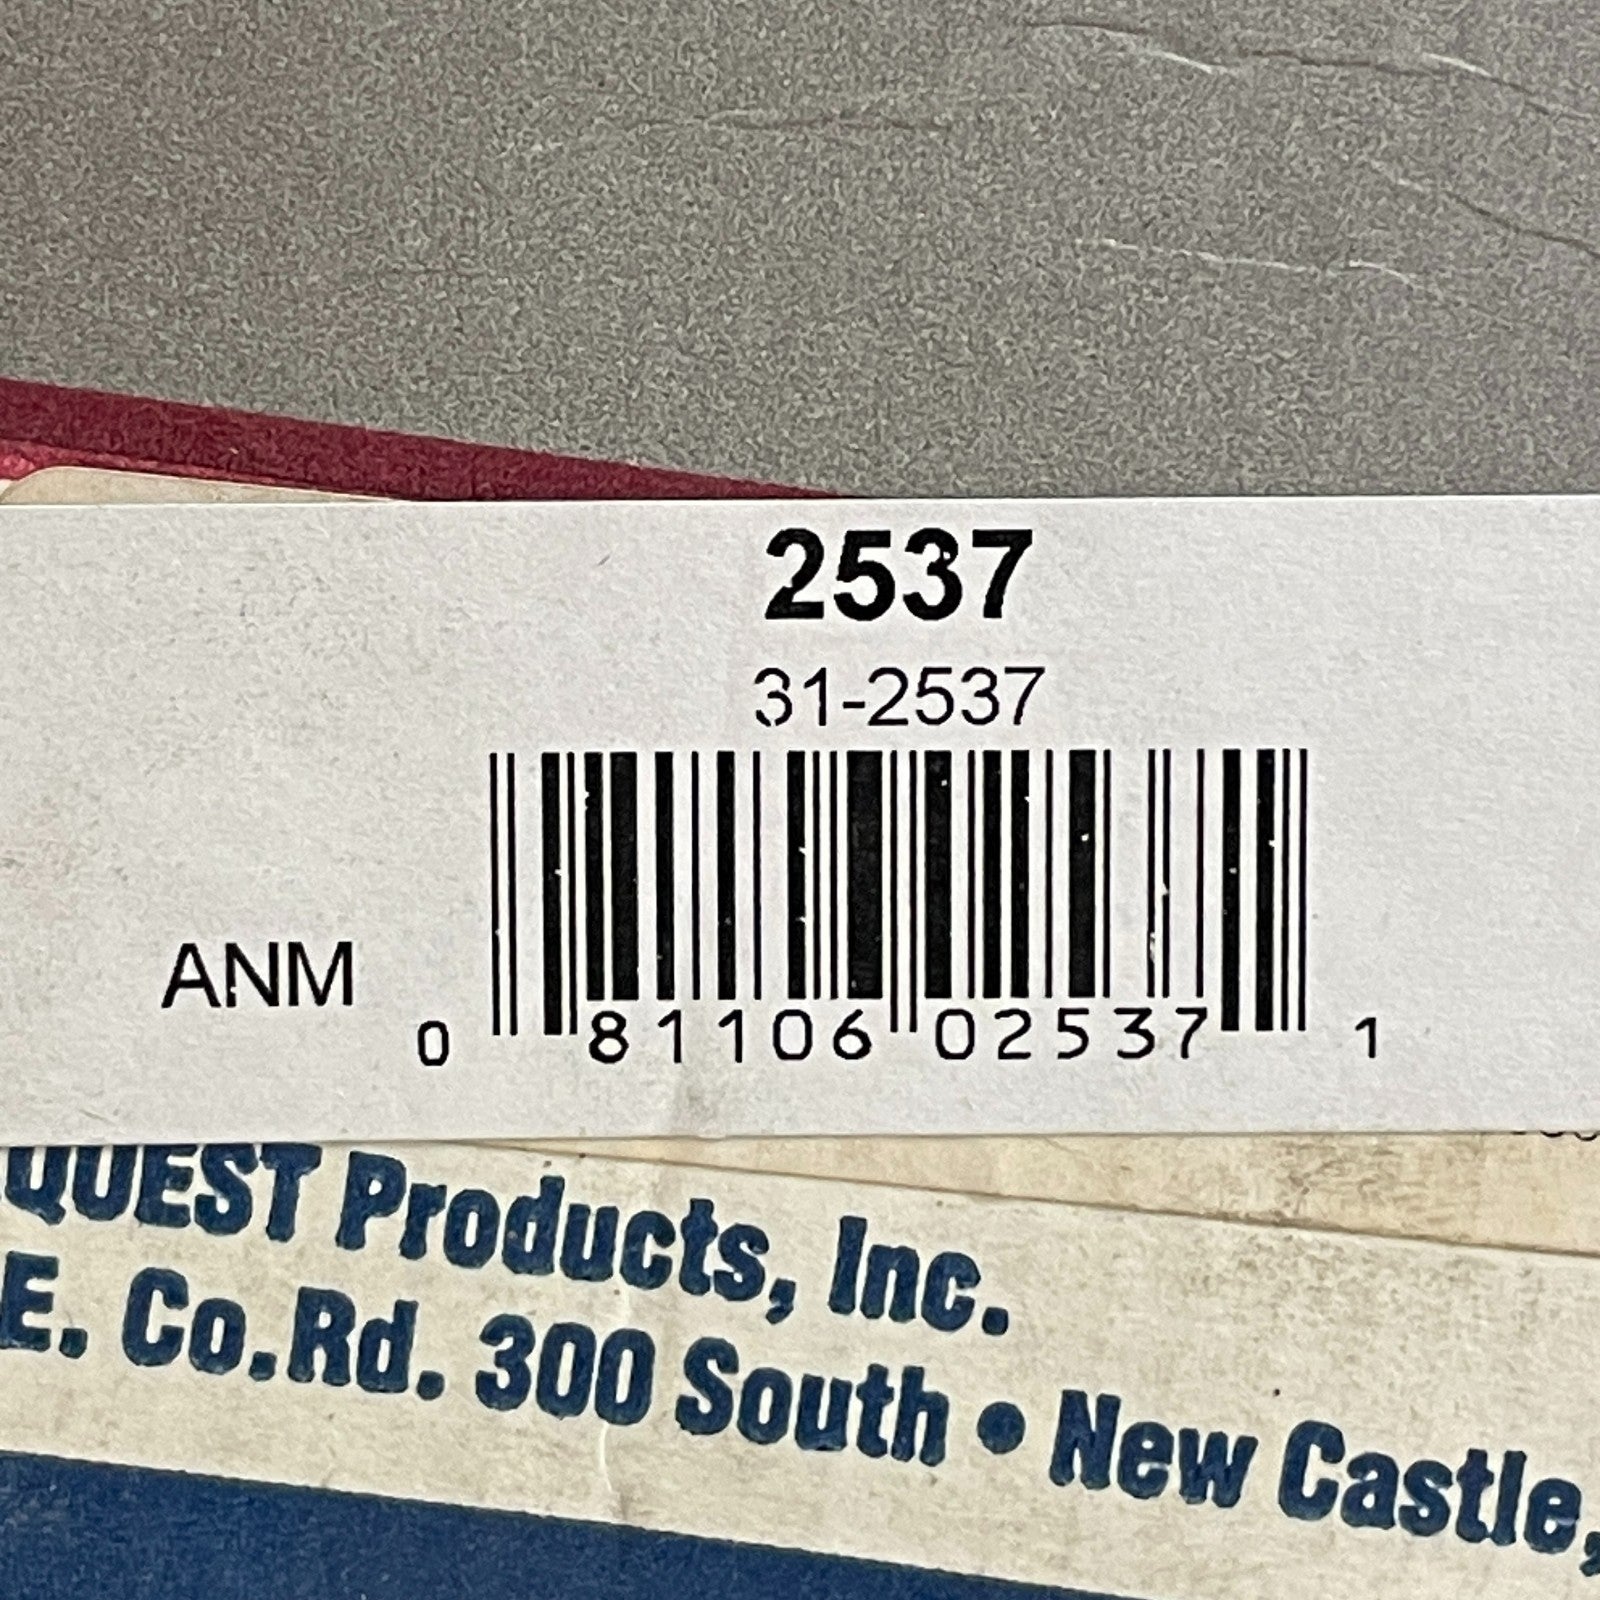 2537
31-2537
ANM
0 81106 02537 1
QUEST Products, Inc.
E. Co.Rd. 300 South • New Castle,